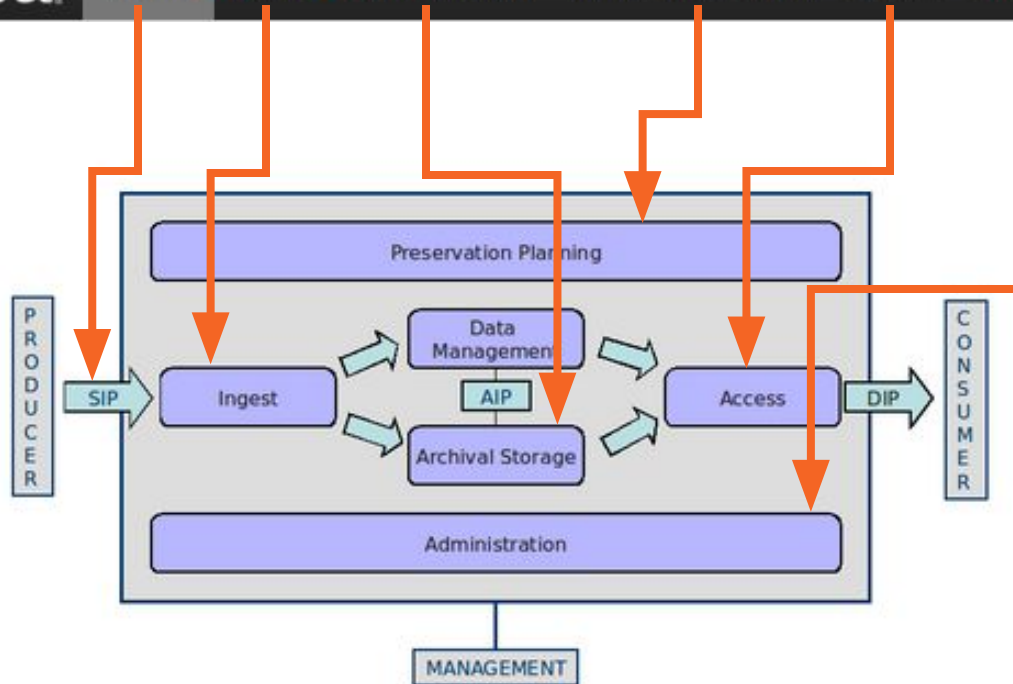 Preservation Planning
PRODUCER
SIP
Ingest
Data
Management
AIP
Archival Storage
Access
DIP
CONSUMER
Administration
MANAGEMENT